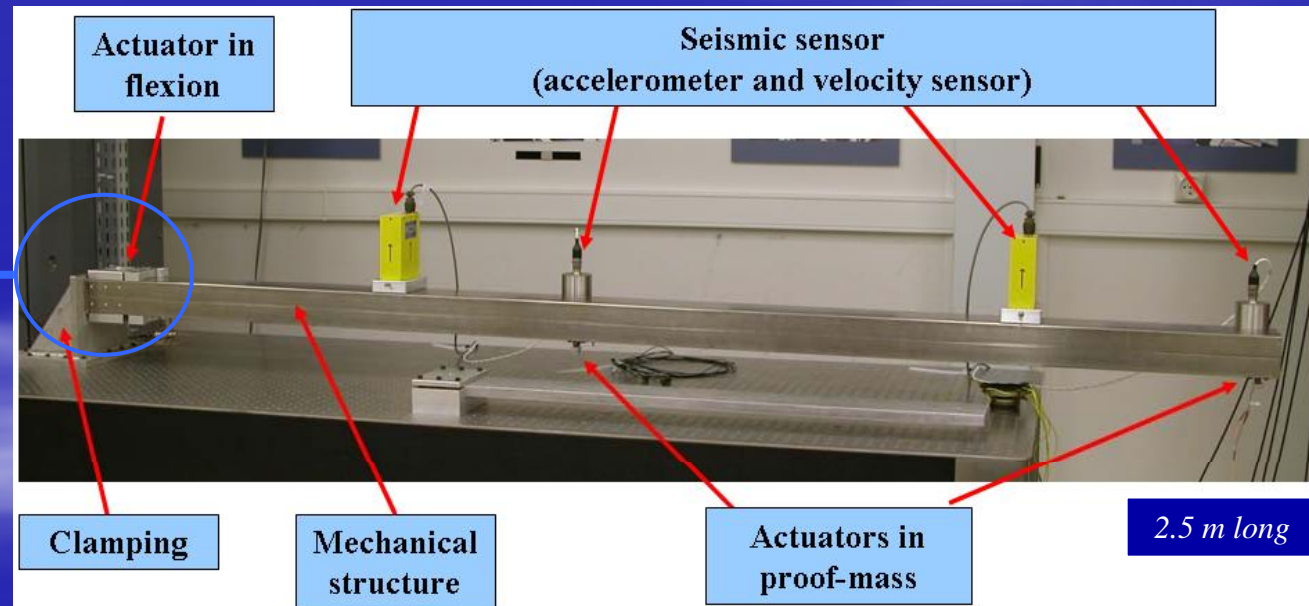 Actuator in
flexion
Seismic sensor
(accelerometer and velocity sensor)
Clamping
Mechanical
structure
Actuators in
proof-mass
2.5 m long